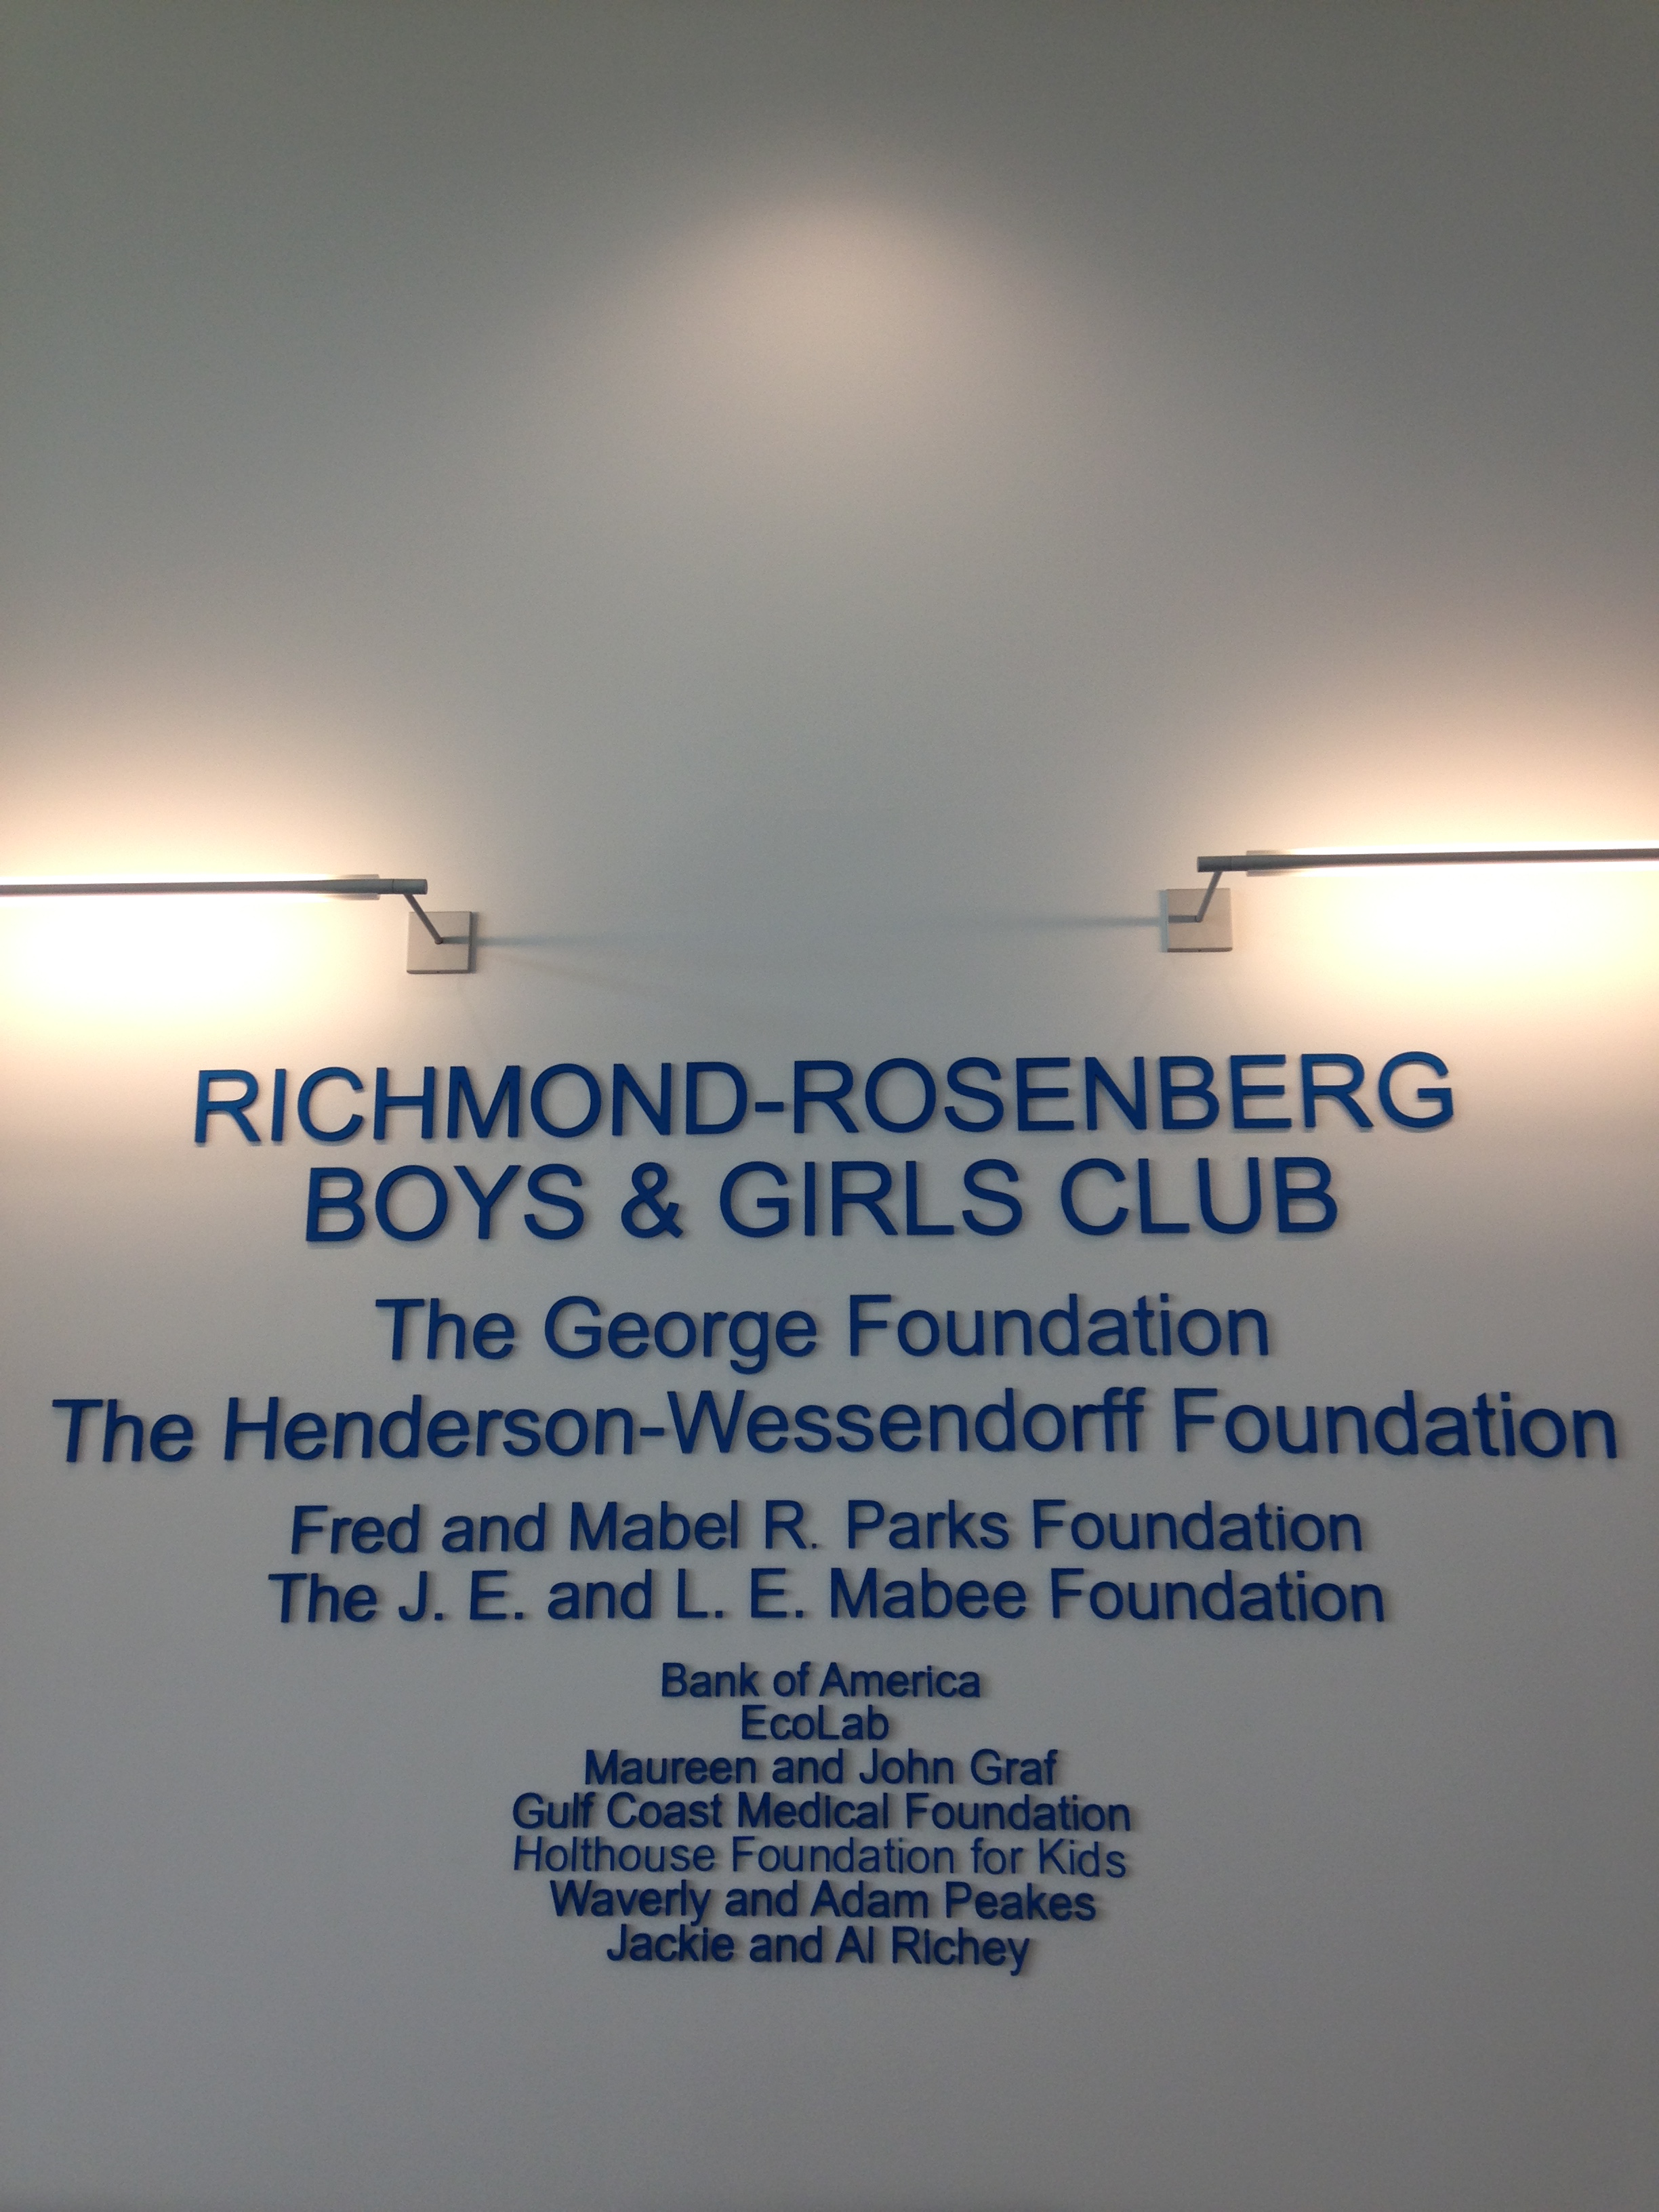 RICHMOND-ROSENBERG
BOYS & GIRLS CLUB
The George Foundation
The Henderson-Wessendorff Foundation
Fred and Mabel R. Parks Foundation
The J. E. and L. E. Mabee Foundation
Bank of America
EcoLab
Maureen and John Graf
Gulf Coast Medical Foundation
Holthouse Foundation for Kids
Waverly and Adam Peakes
Jackie and Al Richey